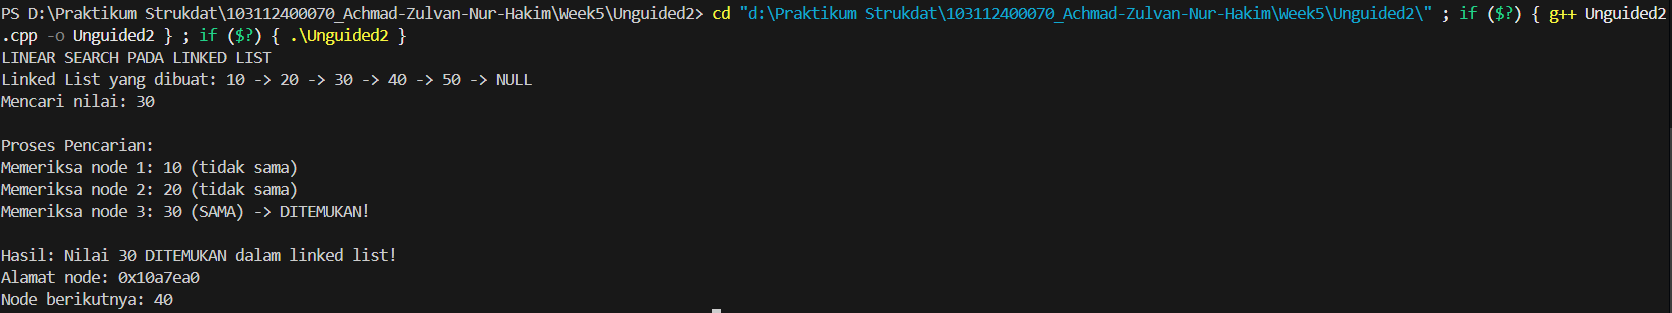 PS D:\Praktikum Strukdat\103112400070_Achmad-Zulvan-Nur-Hakim\Week5\Unguided2> cd "d:\Praktikum Strukdat\103112400070_Achmad-Zulvan-Nur-Hakim\Week5\Unguided2\" ; if ($?) { g++ Unguided2
.cpp -o Unguided2 } ; if ($?) { .\Unguided2 }
LINEAR SEARCH PADA LINKED LIST
Linked List yang dibuat: 10 -> 20 -> 30 -> 40 -> 50 -> NULL
Mencari nilai: 30
Proses Pencarian:
Memeriksa node 1: 10 (tidak sama)
Memeriksa node 2: 20 (tidak sama)
Memeriksa node 3: 30 (SAMA) -> DITEMUKAN!
Hasil: Nilai 30 DITEMUKAN dalam linked list!
Alamat node: 0x10a7ea0
Node berikutnya: 40